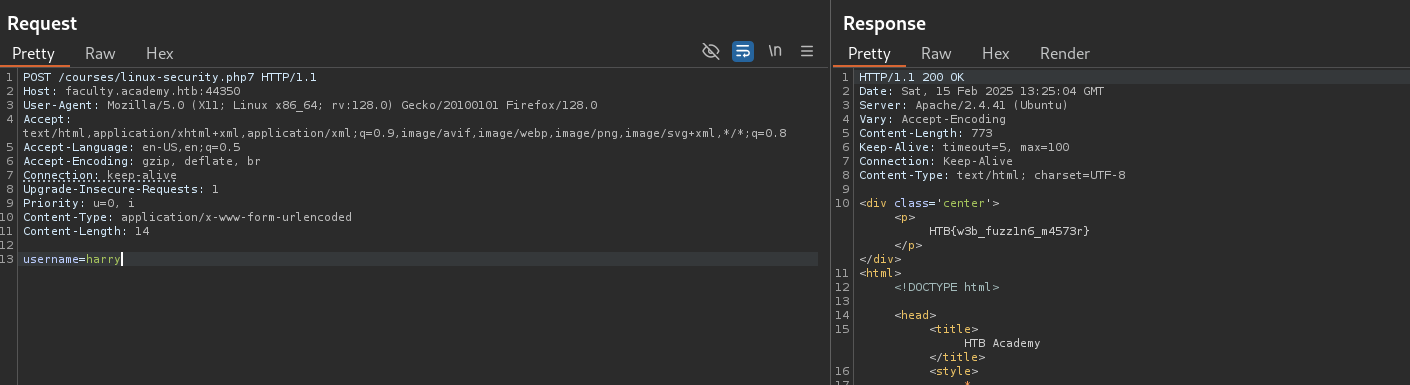 Request
Pretty Raw Hex
\n
1 POST /courses/linux-security.php7 HTTP/1.1
2 Host: faculty.academy.htb:44350
3 User-Agent: Mozilla/5.0 (X11; Linux x86_64; rv:128.0) Gecko/20100101 Firefox/128.0
4 Accept:
text/html,application/xhtml+xml,application/xml;q=0.9,image/avif,image/webp,image/png,image/svg+xml,*/*;q=0.8
5 Accept-Language: en-US,en;q=0.5
6 Accept-Encoding: gzip, deflate, br
7 Connection: keep-alive
8 Upgrade-Insecure-Requests: 1
9 Priority: u=0, i
10 Content-Type: application/x-www-form-urlencoded
11 Content-Length: 14
12
13 username=harry
Response
Pretty Raw Hex Render
1 HTTP/1.1 200 OK
2 Date: Sat, 15 Feb 2025 13:25:04 GMT
3 Server: Apache/2.4.41 (Ubuntu)
4 Vary: Accept-Encoding
5 Content-Length: 773
6 Keep-Alive: timeout=5, max=100
7 Connection: Keep-Alive
8 Content-Type: text/html; charset=UTF-8
9
10 <div class='center'>
<p>
HTB{w3b_fuzz1n6_m4573r}
</p>
</div>
11 <html>
12 <!DOCTYPE html>
13
14 <head>
15 <title>
HTB Academy
</title>
16 <style>
17 *